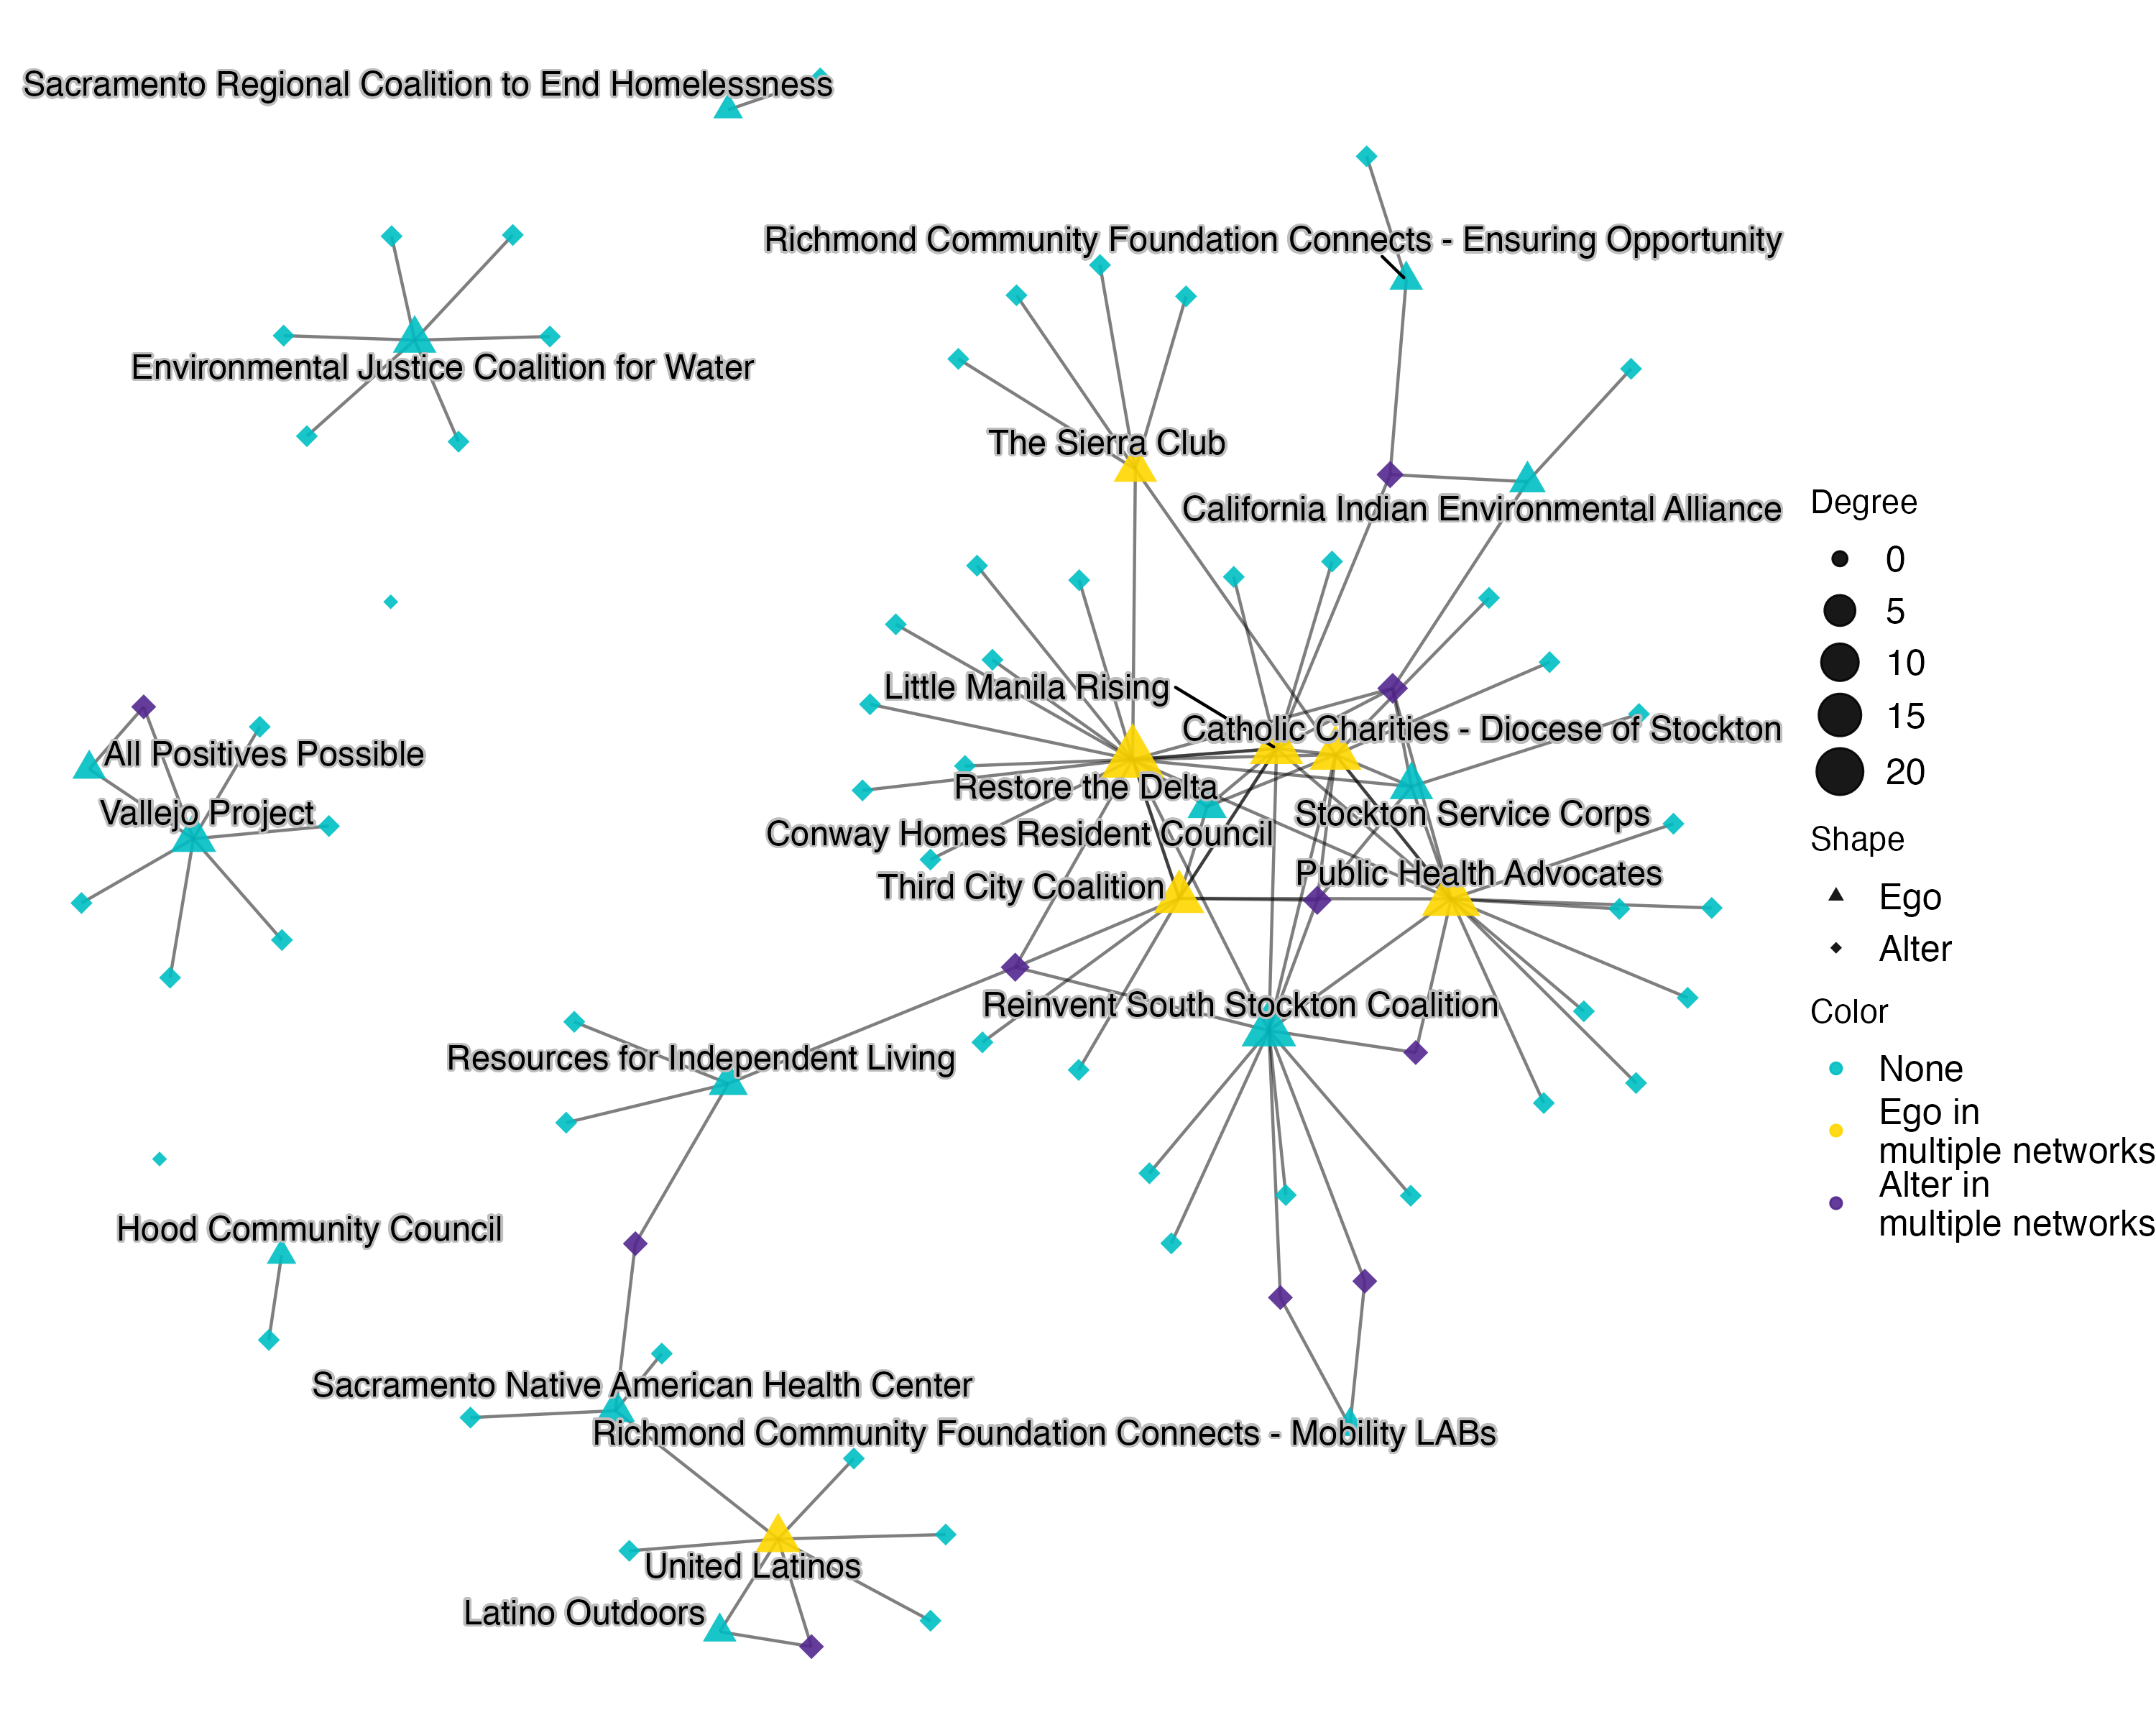 Sacramento Regional Coalition to End Homelessness
Richmond Community Foundation Connects - Ensuring Opportunity
Environmental Justice Coalition for Water
The Sierra Club
California Indian Environmental Alliance
Little Manila Rising
Catholic Charities - Diocese of Stockton
All Positives Possible
Restore the Delta
Vallejo Project
Stockton Service Corps
Conway Homes Resident Council
Public Health Advocates
Third City Coalition
Reinvent South Stockton Coalition
Resources for Independent Living
Hood Community Council
Sacramento Native American Health Center
Richmond Community Foundation Connects - Mobility LABs
United Latinos
Latino Outdoors
Degree
0
5
10
15
20
Shape
Ego
Alter
Color
None
Ego in
multiple networks
Alter in
multiple networks